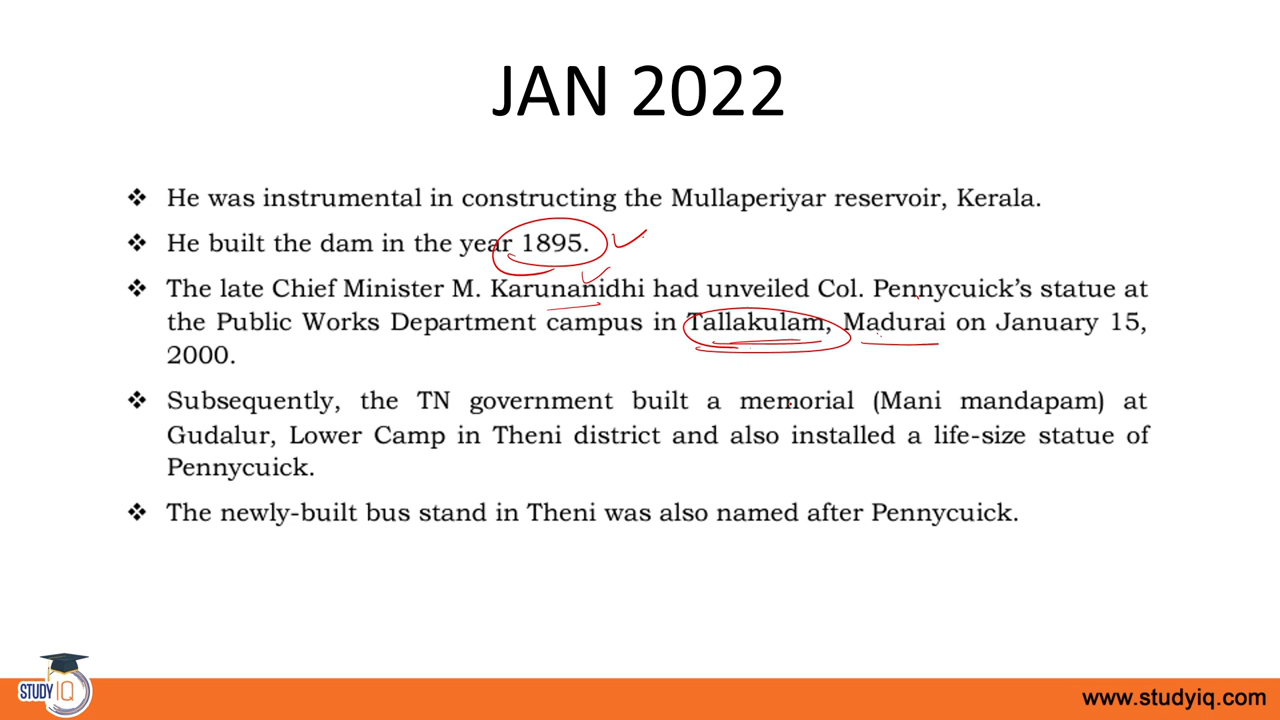 JAN 2022
❖ He was instrumental in constructing the Mullaperiyar reservoir, Kerala.
❖ He built the dam in the year 1895.
❖ The late Chief Minister M. Karunanidhi had unveiled Col. Pennycuick's statue at
the Public Works Department campus in Tallakulam, Madurai on January 15,
2000.
❖ Subsequently, the TN government built a memorial (Mani mandapam) at
Gudalur, Lower Camp in Theni district and also installed a life-size statue of
Pennycuick.
❖ The newly-built bus stand in Theni was also named after Pennycuick.
STUDY IQ
www.studyiq.com